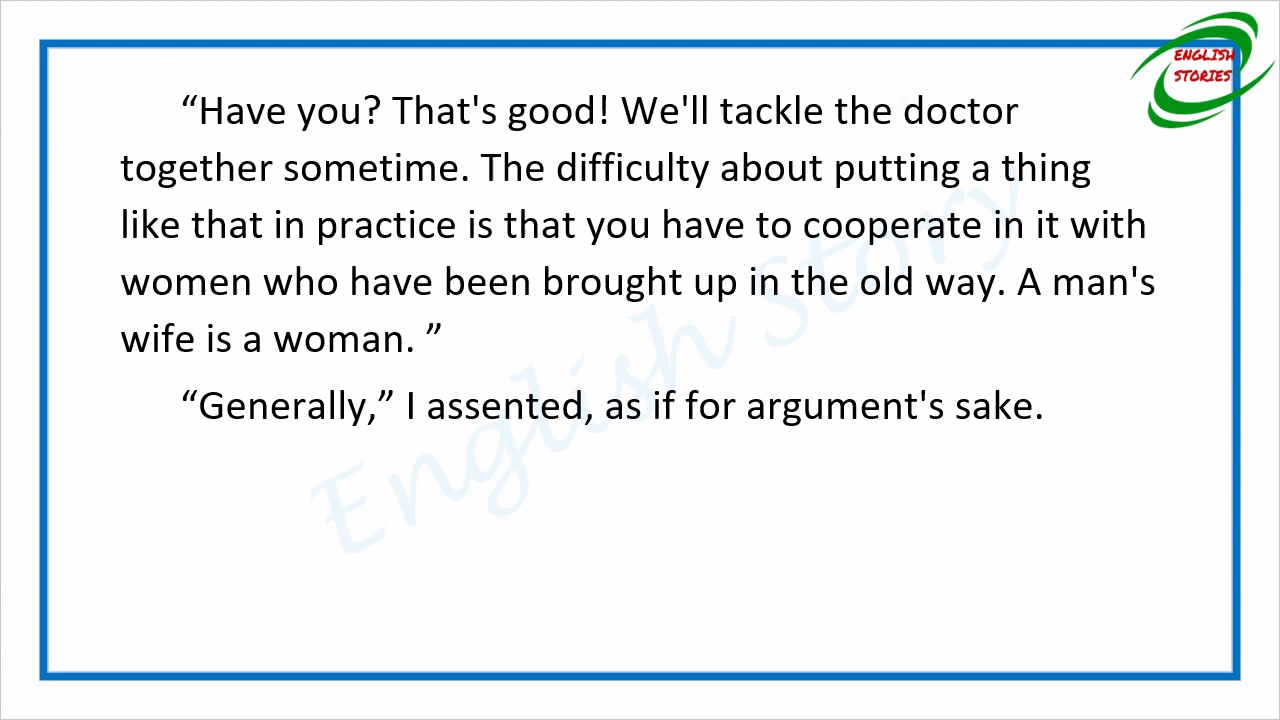 ENGLISH
STORIES
“Have you? That's good! We'll tackle the doctor
together sometime. The difficulty about putting a thing
like that in practice is that you have to cooperate in it with
women who have been brought up in the old way. A man's
wife is a woman. ”
“Generally,” I assented, as if for argument's sake.
English Story